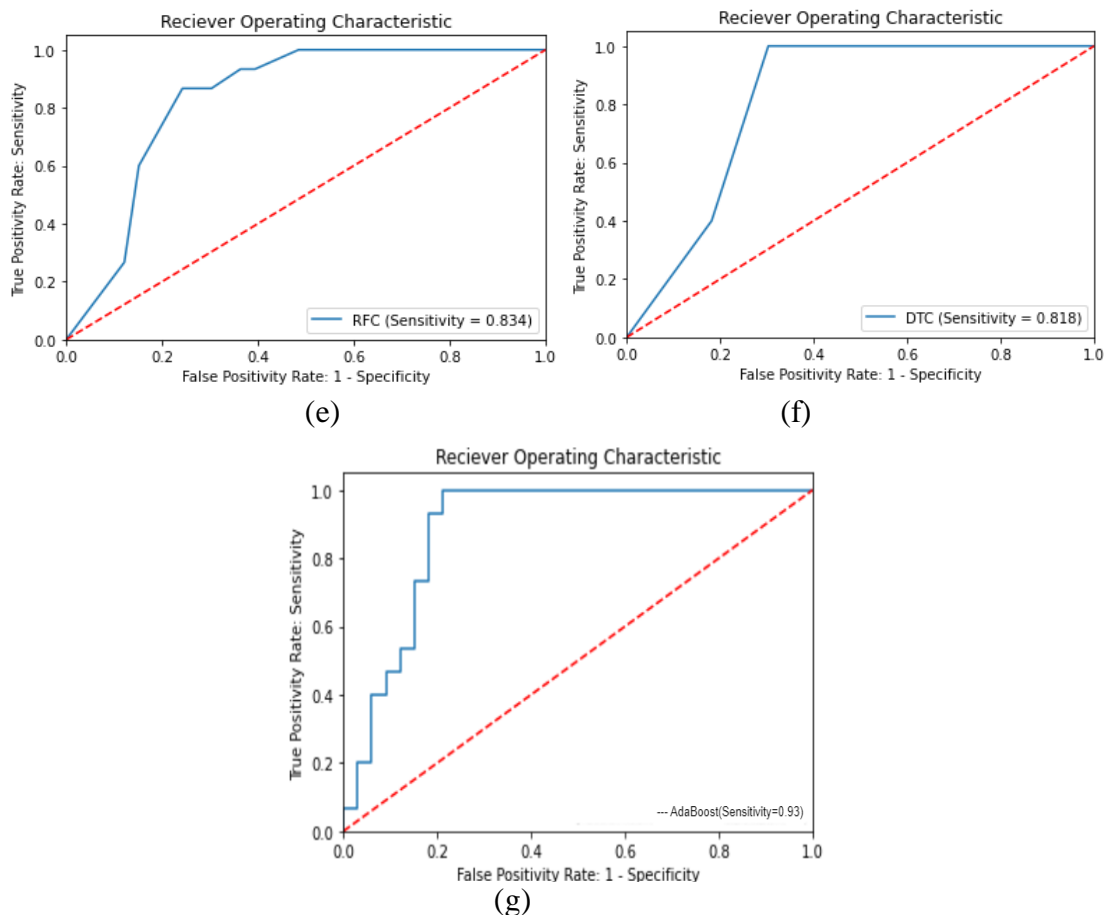 Reciever Operating Characteristic
True Positivity Rate: Sensitivity
1.0
0.8
0.6
0.4
0.2
0.0
RFC (Sensitivity = 0.834)
0.0 0.2 0.4 0.6 0.8 1.0
False Positivity Rate: 1 - Specificity
(e)
Reciever Operating Characteristic
True Positivity Rate: Sensitivity
1.0
0.8
0.6
0.4
0.2
0.0
DTC (Sensitivity = 0.818)
0.0 0.2 0.4 0.6 0.8 1.0
False Positivity Rate: 1 - Specificity
(f)
Reciever Operating Characteristic
True Positivity Rate: Sensitivity
1.0
0.8
0.6
0.4
0.2
0.0
--- AdaBoost(Sensitivity=0.93)
0.0 0.2 0.4 0.6 0.8 1.0
False Positivity Rate: 1 - Specificity
(g)